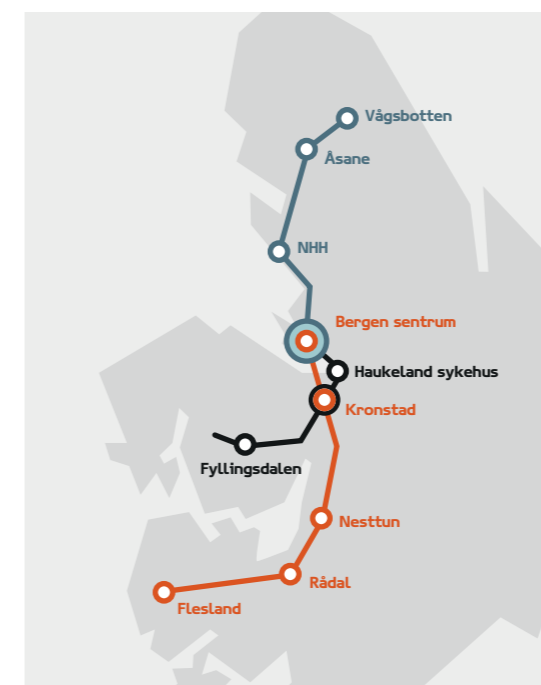 Vågsbotten
Åsane
NHH
Bergen sentrum
Haukeland sykehus
Kronstad
Fyllingsdalen
Nesttun
Rådal
Flesland